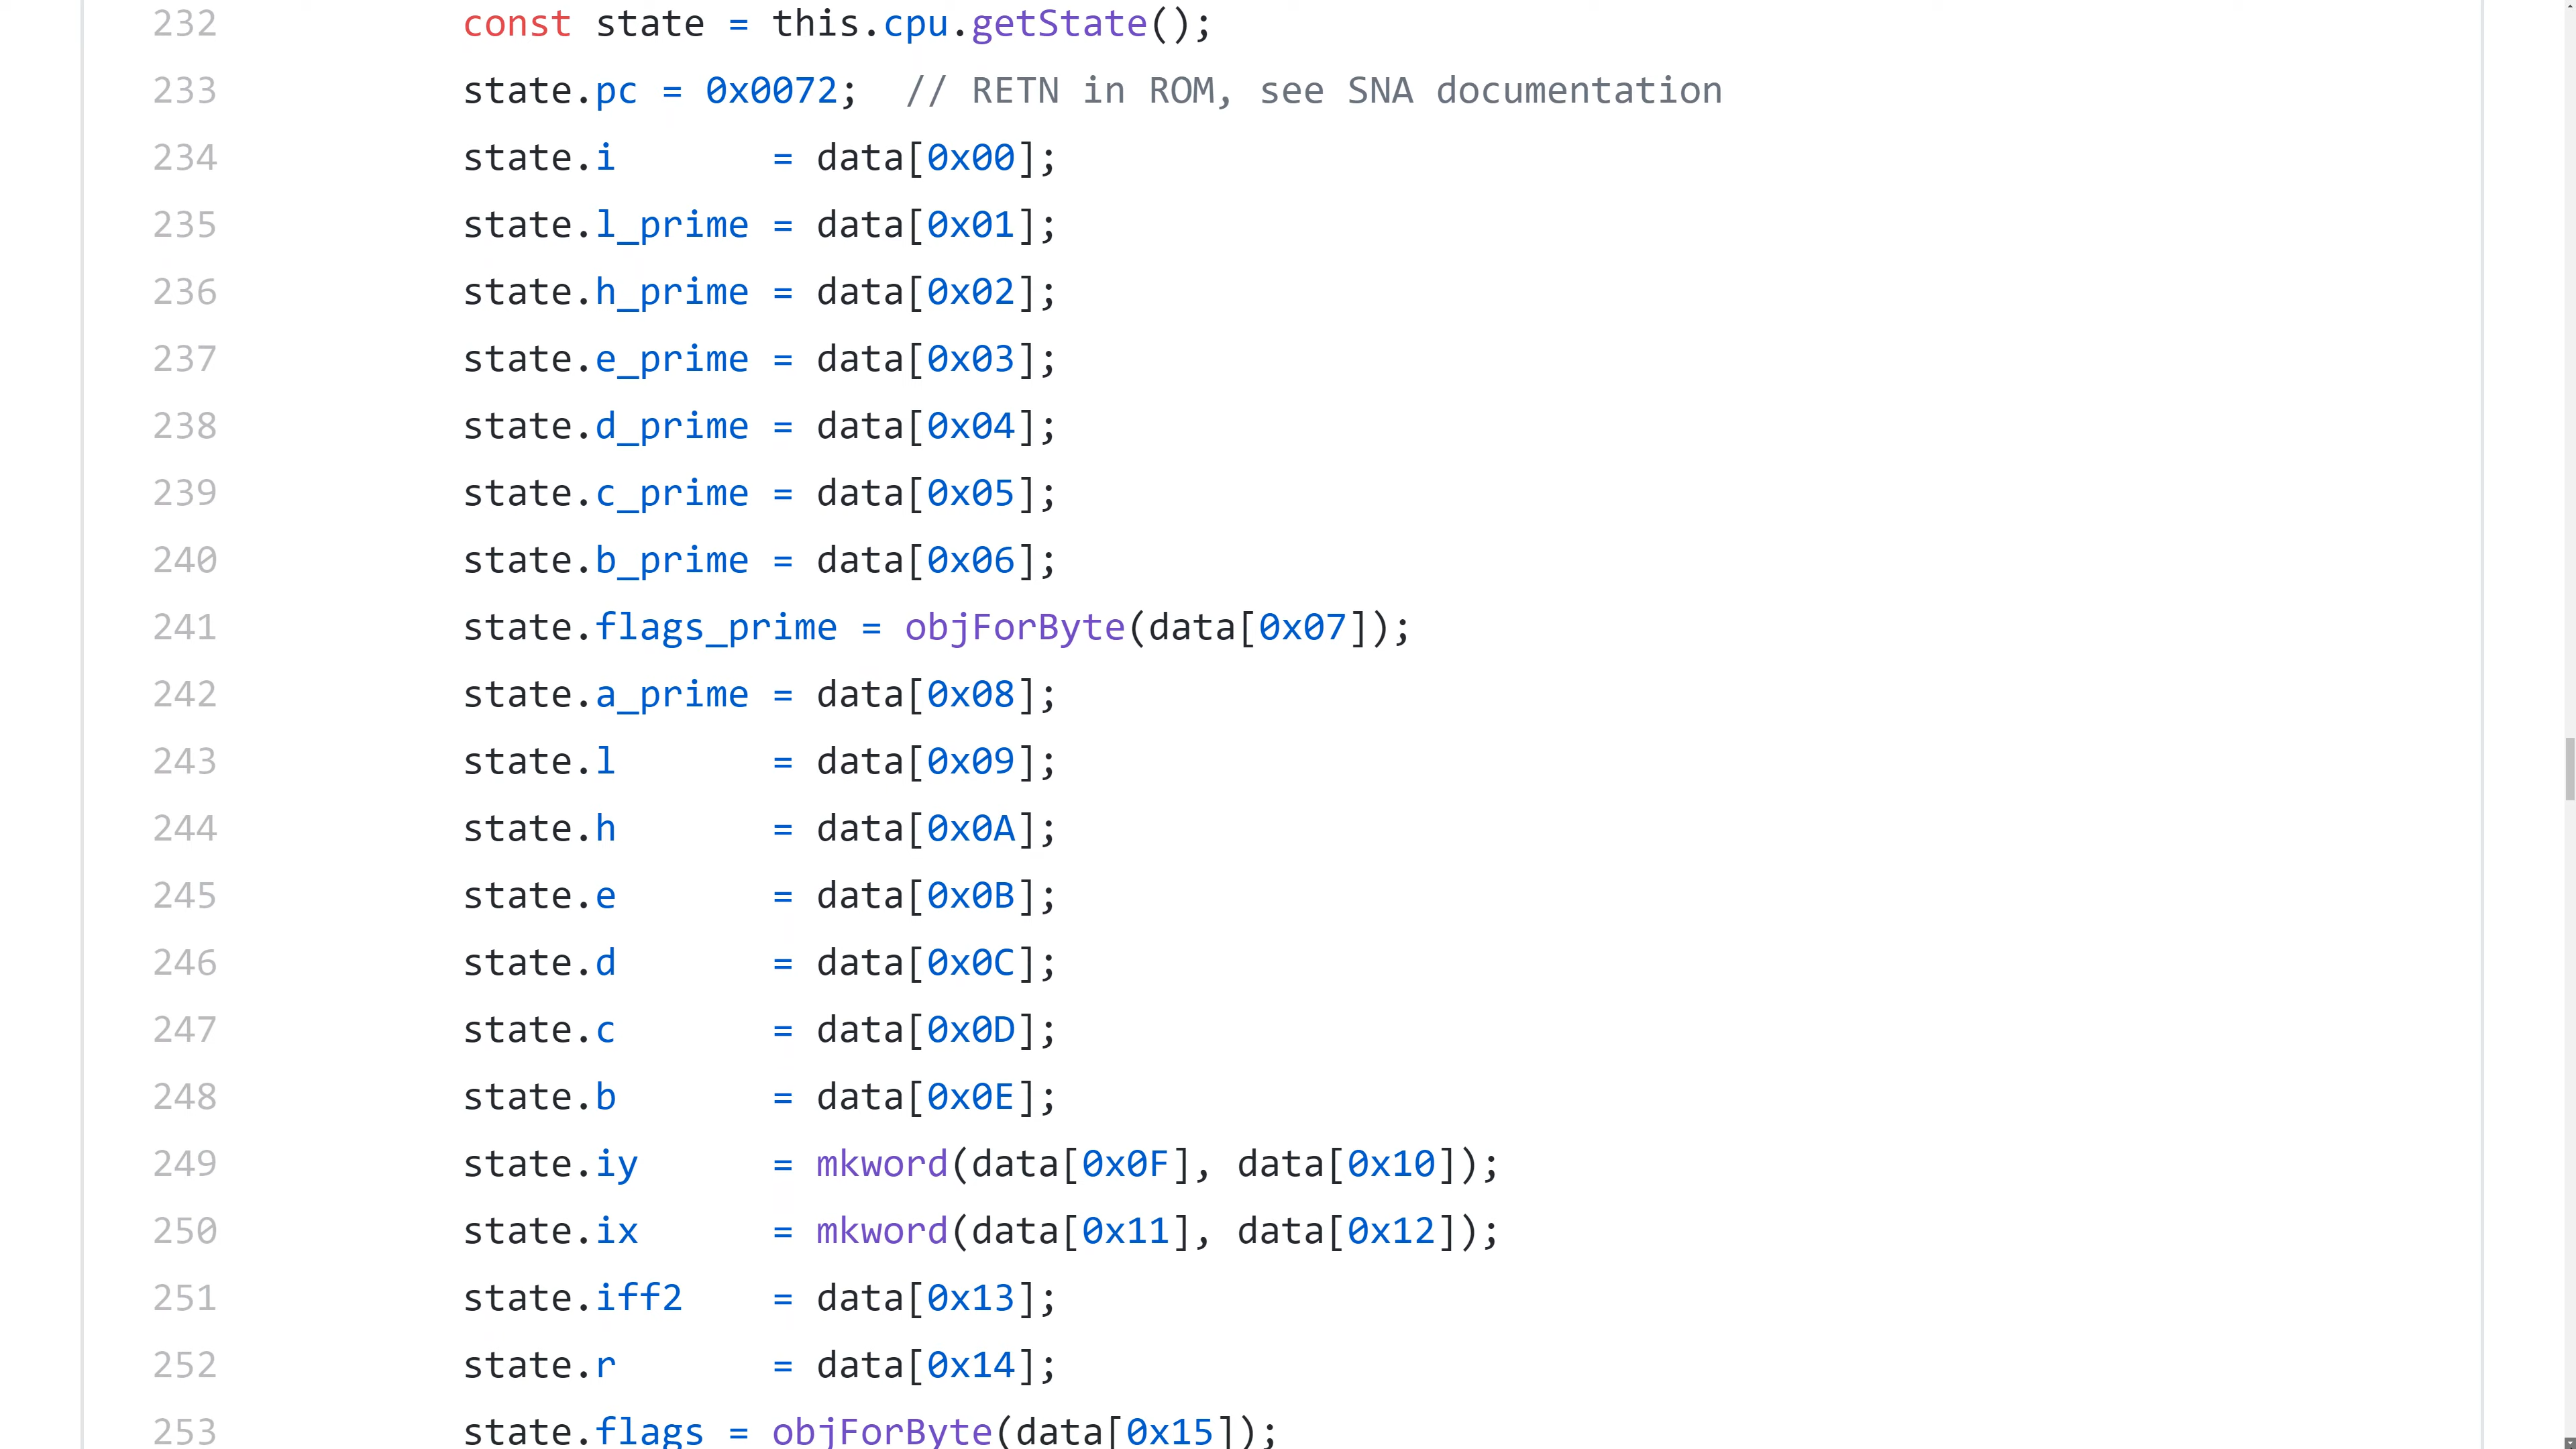 232 const state = this.cpu.getState();
233 state.pc = 0x0072;  // RETN in ROM, see SNA documentation
234 state.i       = data[0x00];
235 state.l_prime = data[0x01];
236 state.h_prime = data[0x02];
237 state.e_prime = data[0x03];
238 state.d_prime = data[0x04];
239 state.c_prime = data[0x05];
240 state.b_prime = data[0x06];
241 state.flags_prime = objForByte(data[0x07]);
242 state.a_prime = data[0x08];
243 state.l       = data[0x09];
244 state.h       = data[0x0A];
245 state.e       = data[0x0B];
246 state.d       = data[0x0C];
247 state.c       = data[0x0D];
248 state.b       = data[0x0E];
249 state.iy      = mkword(data[0x0F], data[0x10]);
250 state.ix      = mkword(data[0x11], data[0x12]);
251 state.iff2    = data[0x13];
252 state.r       = data[0x14];
253 state.flags = objForByte(data[0x15]);